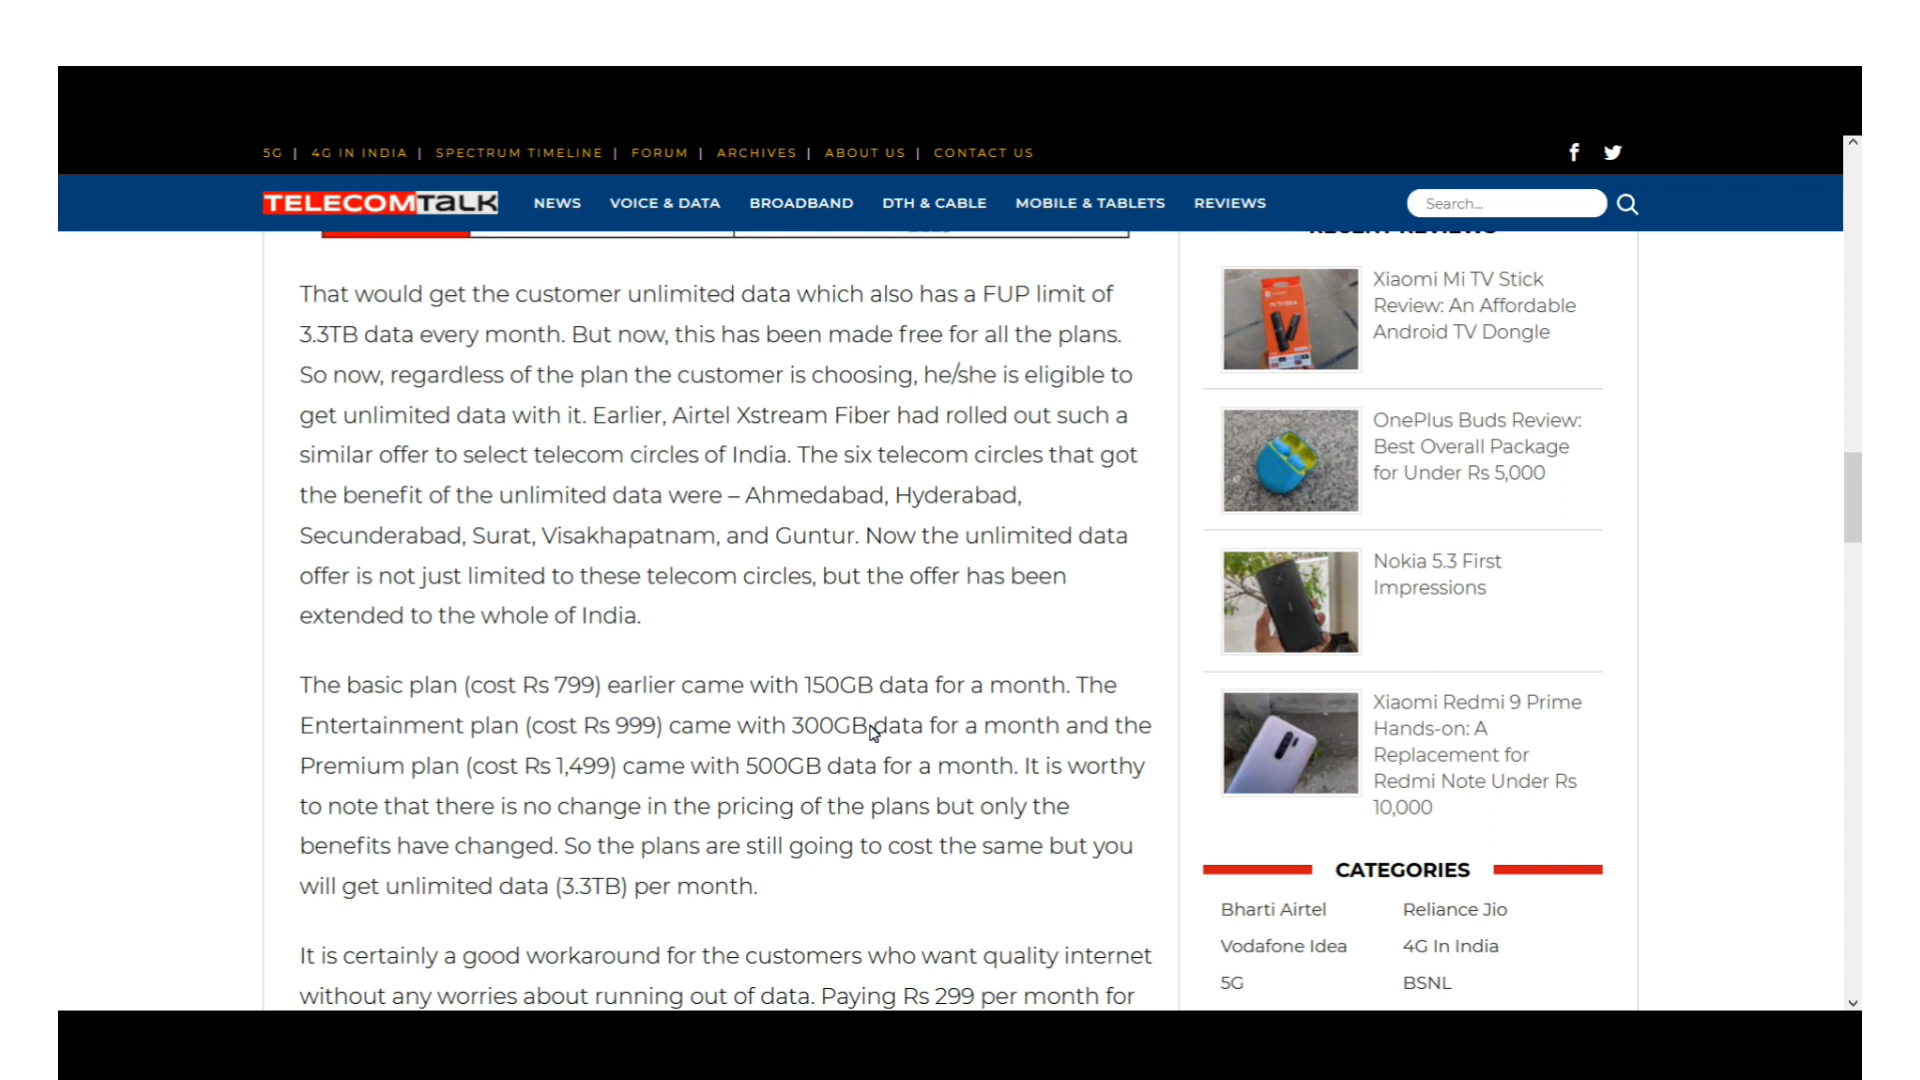 5G | 4G IN INDIA | SPECTRUM TIMELINE | FORUM | ARCHIVES | ABOUT US | CONTACT US
TELECOMTALK NEWS VOICE & DATA BROADBAND DTH & CABLE MOBILE & TABLETS REVIEWS Search...
That would get the customer unlimited data which also has a FUP limit of
3.3TB data every month. But now, this has been made free for all the plans.
So now, regardless of the plan the customer is choosing, he/she is eligible to
get unlimited data with it. Earlier, Airtel Xstream Fiber had rolled out such a
similar offer to select telecom circles of India. The six telecom circles that got
the benefit of the unlimited data were – Ahmedabad, Hyderabad,
Secunderabad, Surat, Visakhapatnam, and Guntur. Now the unlimited data
offer is not just limited to these telecom circles, but the offer has been
extended to the whole of India.
The basic plan (cost Rs 799) earlier came with 150GB data for a month. The
Entertainment plan (cost Rs 999) came with 300GB data for a month and the
Premium plan (cost Rs 1,499) came with 500GB data for a month. It is worthy
to note that there is no change in the pricing of the plans but only the
benefits have changed. So the plans are still going to cost the same but you
will get unlimited data (3.3TB) per month.
It is certainly a good workaround for the customers who want quality internet
without any worries about running out of data. Paying Rs 299 per month for
RECENT REVIEWS
Xiaomi Mi TV Stick
Review: An Affordable
Android TV Dongle
OnePlus Buds Review:
Best Overall Package
for Under Rs 5,000
Nokia 5.3 First
Impressions
Xiaomi Redmi 9 Prime
Hands-on: A
Replacement for
Redmi Note Under Rs
10,000
CATEGORIES
Bharti Airtel Reliance Jio
Vodafone Idea 4G In India
5G BSNL